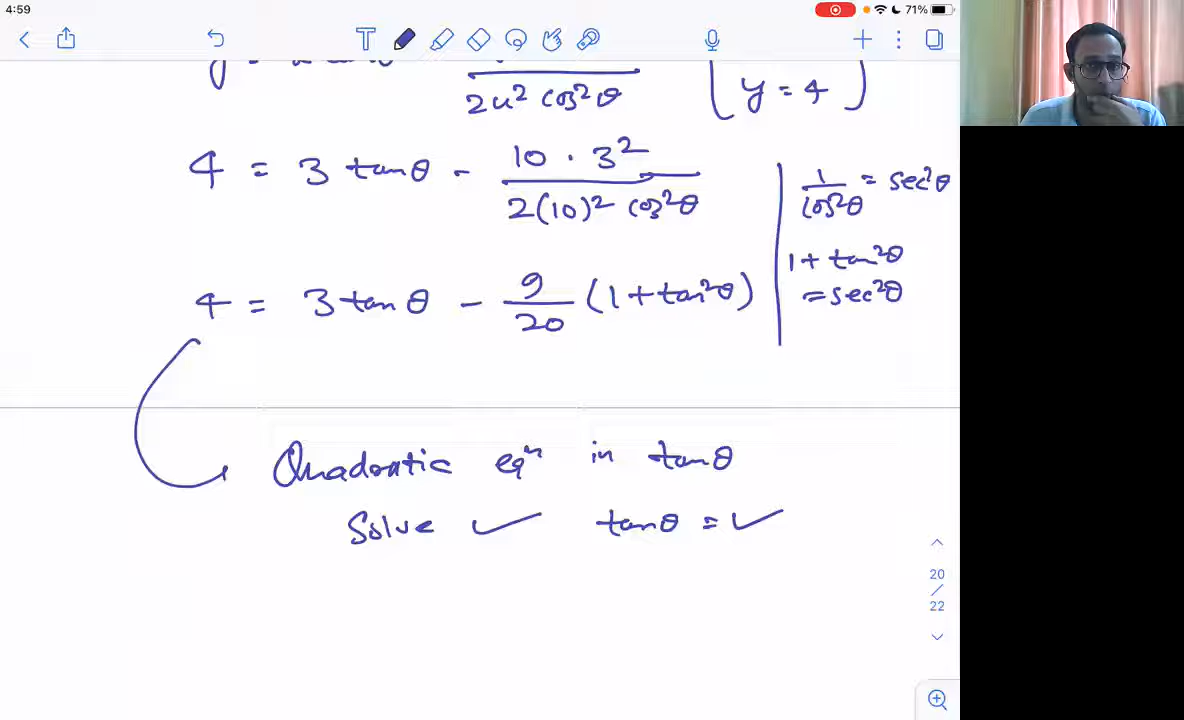 4:59
71%
T
2u² cos²θ
y = 4
4 = 3 tanθ - 10 · 3² / 2(10)² cos²θ
1/cos²θ = sec²θ
1 + tan²θ
= sec²θ
4 = 3 tanθ - 9/20 (1 + tan²θ)
Quadratic eqⁿ in tanθ
Solve ✓ tanθ = ✓
20
/
22